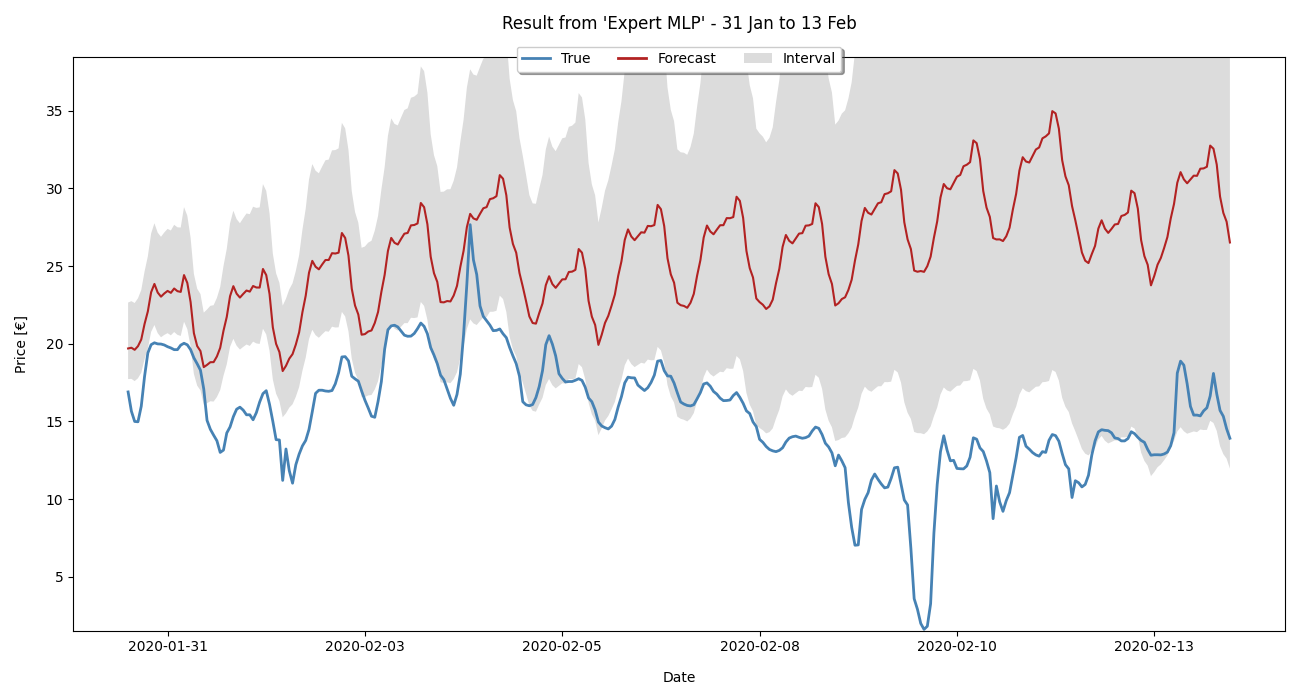 Result from 'Expert MLP' - 31 Jan to 13 Feb
True Forecast Interval
35
30
25
20
15
10
5
Price [€]
2020-01-31 2020-02-03 2020-02-05 2020-02-08 2020-02-10 2020-02-13
Date